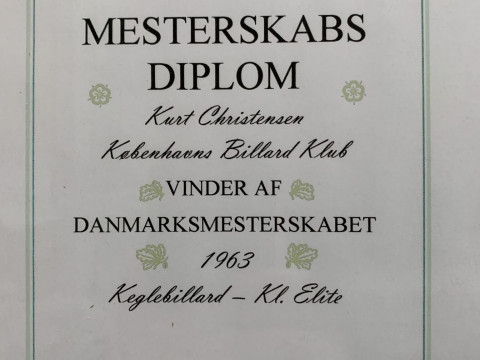 MESTERSKABS
DIPLOM
Kurt Christensen
Københavns Billard Klub
VINDER AF
DANMARKSMESTERSKABET
1963
Keglebillard – Kl. Elite